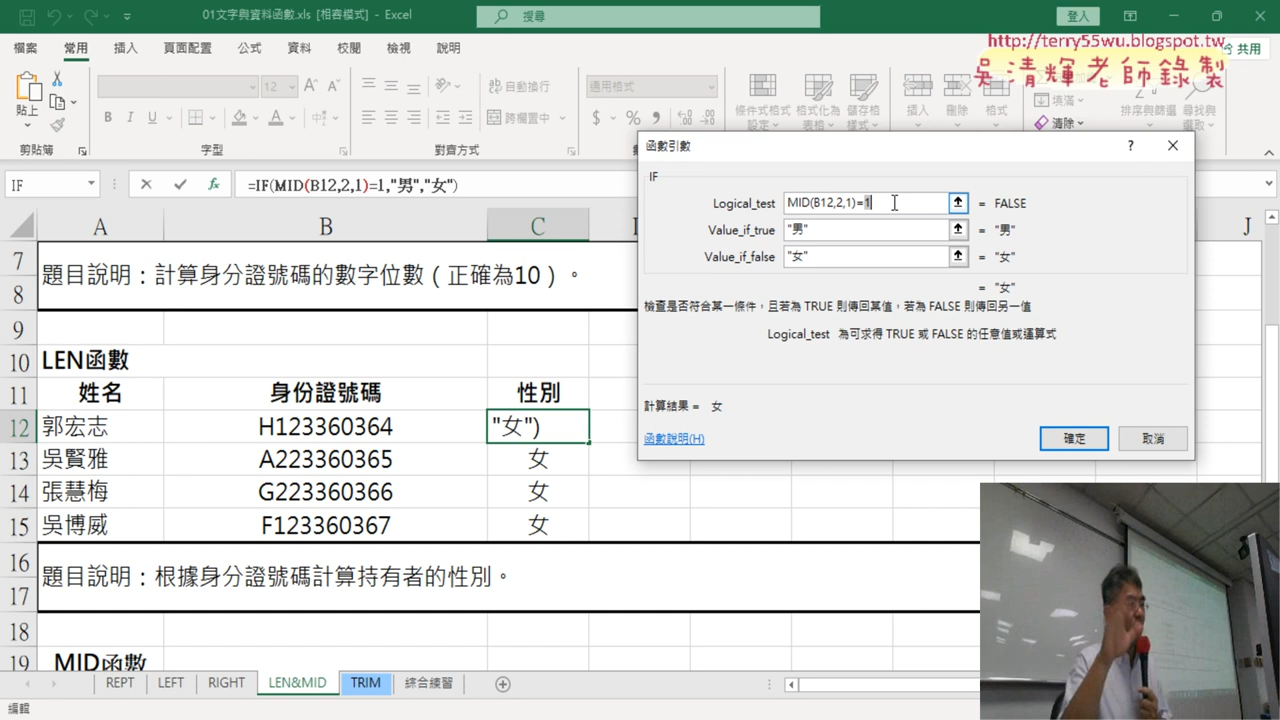 01文字與資料函數.xls [相容模式] - Excel
搜尋
登入
檔案 常用 插入 頁面配置 公式 資料 校閱 檢視 說明
共用
http://terry55wu.blogspot.tw
吳清輝老師錄製
貼上
12
自動換行
跨欄置中
通用格式
條件式格式設定
格式化為表格
儲存格樣式
插入
刪除
格式
填滿
清除
排序與篩選
尋找與選取
剪貼簿
字型
對齊方式
IF
=IF(MID(B12,2,1)=1,"男","女")
函數引數
IF
Logical_test MID(B12,2,1)=1 = FALSE
Value_if_true "男" = "男"
Value_if_false "女" = "女"
= "女"
檢查是否符合某一條件，且若為 TRUE 則傳回某值，若為 FALSE 則傳回另一值
Logical_test 為可求得 TRUE 或 FALSE 的任意值或運算式
計算結果 = 女
函數說明(H)
確定 取消
A B C J
7 題目說明：計算身分證號碼的數字位數（正確為10）。
8
9
10 LEN函數
11 姓名 身份證號碼 性別
12 郭宏志 H123360364 "女")
13 吳賢雅 A223360365 女
14 張慧梅 G223360366 女
15 吳博威 F123360367 女
16 題目說明：根據身分證號碼計算持有者的性別。
17
18
19 MID函數
REPT LEFT RIGHT LEN&MID TRIM 綜合練習
編輯